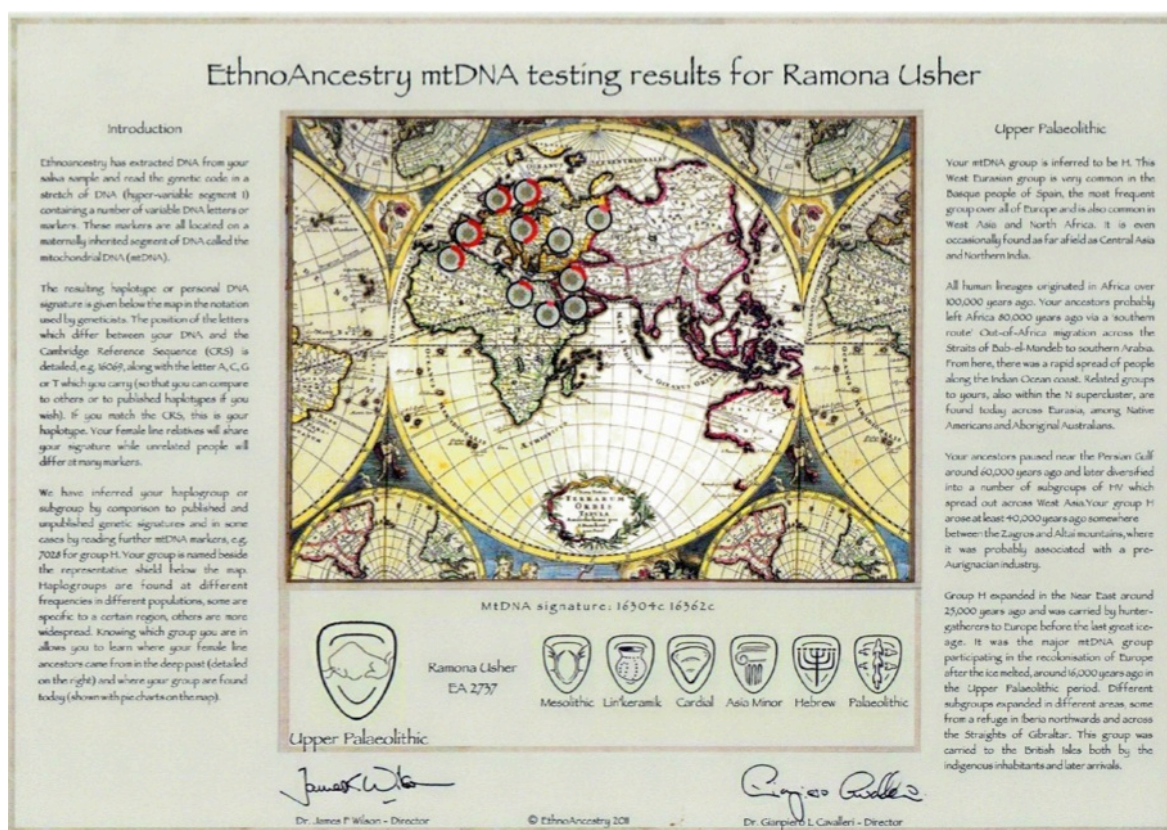 EthnoAncestry mtDNA testing results for Ramona Usher
Introduction
Ethnoancestry has extracted DNA from your
saliva sample and read the genetic code in a
stretch of DNA (hyper-variable segment 1)
containing a number of variable DNA letters or
markers. These markers are all located on a
maternally inherited segment of DNA called the
mitochondrial DNA (mtDNA).
The resulting haplotype or personal DNA
signature is given below the map in the notation
used by geneticists. The position of the letters
which differ between your DNA and the
Cambridge Reference Sequence (CRS) is
detailed, e.g. 16069, along with the letter A, C, G
or T which you carry (so that you can compare
to others or to published haplotypes if you
wish). If you match the CRS, this is your
haplotype. Your female line relatives will share
your signature while unrelated people will
differ at many markers.
We have inferred your haplogroup or
subgroup by comparison to published and
unpublished genetic signatures and in some
cases by reading further mtDNA markers, e.g.
7028 for group H. Your group is named beside
the representative shield below the map.
Haplogroups are found at different
frequencies in different populations, some are
specific to a certain region, others are more
widespread. Knowing which group you are in
allows you to learn where your female line
ancestors came from in the deep past (detailed
on the right) and where your group are found
today (shown with pie charts on the map).
TERRARUM
ORBIS
TABULA
MtDNA signature: 16304c 16362c
Ramona Usher
EA 2737
Upper Palaeolithic
Mesolithic Lin'keramik Cardial Asia Minor Hebrew Palaeolithic
Dr. James F Wilson - Director
© EthnoAncestry 2011
Dr. Gianpiero L Cavalleri - Director
Upper Palaeolithic
Your mtDNA group is inferred to be H. This
West Eurasian group is very common in the
Basque people of Spain, the most frequent
group over all of Europe and is also common in
West Asia and North Africa. It is even
occasionally found as far afield as Central Asia
and Northern India.
All human lineages originated in Africa over
100,000 years ago. Your ancestors probably
left Africa 80,000 years ago via a 'southern
route' Out-of-Africa migration across the
Straits of Bab-el-Mandeb to southern Arabia.
From here, there was a rapid spread of people
along the Indian Ocean coast. Related groups
to yours, also within the N supercluster, are
found today across Eurasia, among Native
Americans and Aboriginal Australians.
Your ancestors paused near the Persian Gulf
around 60,000 years ago and later diversified
into a number of subgroups of HV which
spread out across West Asia.Your group H
arose at least 40,000 years ago somewhere
between the Zagros and Altai mountains, where
it was probably associated with a pre-
Aurignacian industry.
Group H expanded in the Near East around
25,000 years ago and was carried by hunter-
gatherers to Europe before the last great ice-
age. It was the major mtDNA group
participating in the recolonisation of Europe
after the ice melted, around 16,000 years ago in
the Upper Palaeolithic period. Different
subgroups expanded in different areas, some
from a refuge in Iberia northwards and across
the Straights of Gibraltar. This group was
carried to the British Isles both by the
indigenous inhabitants and later arrivals.